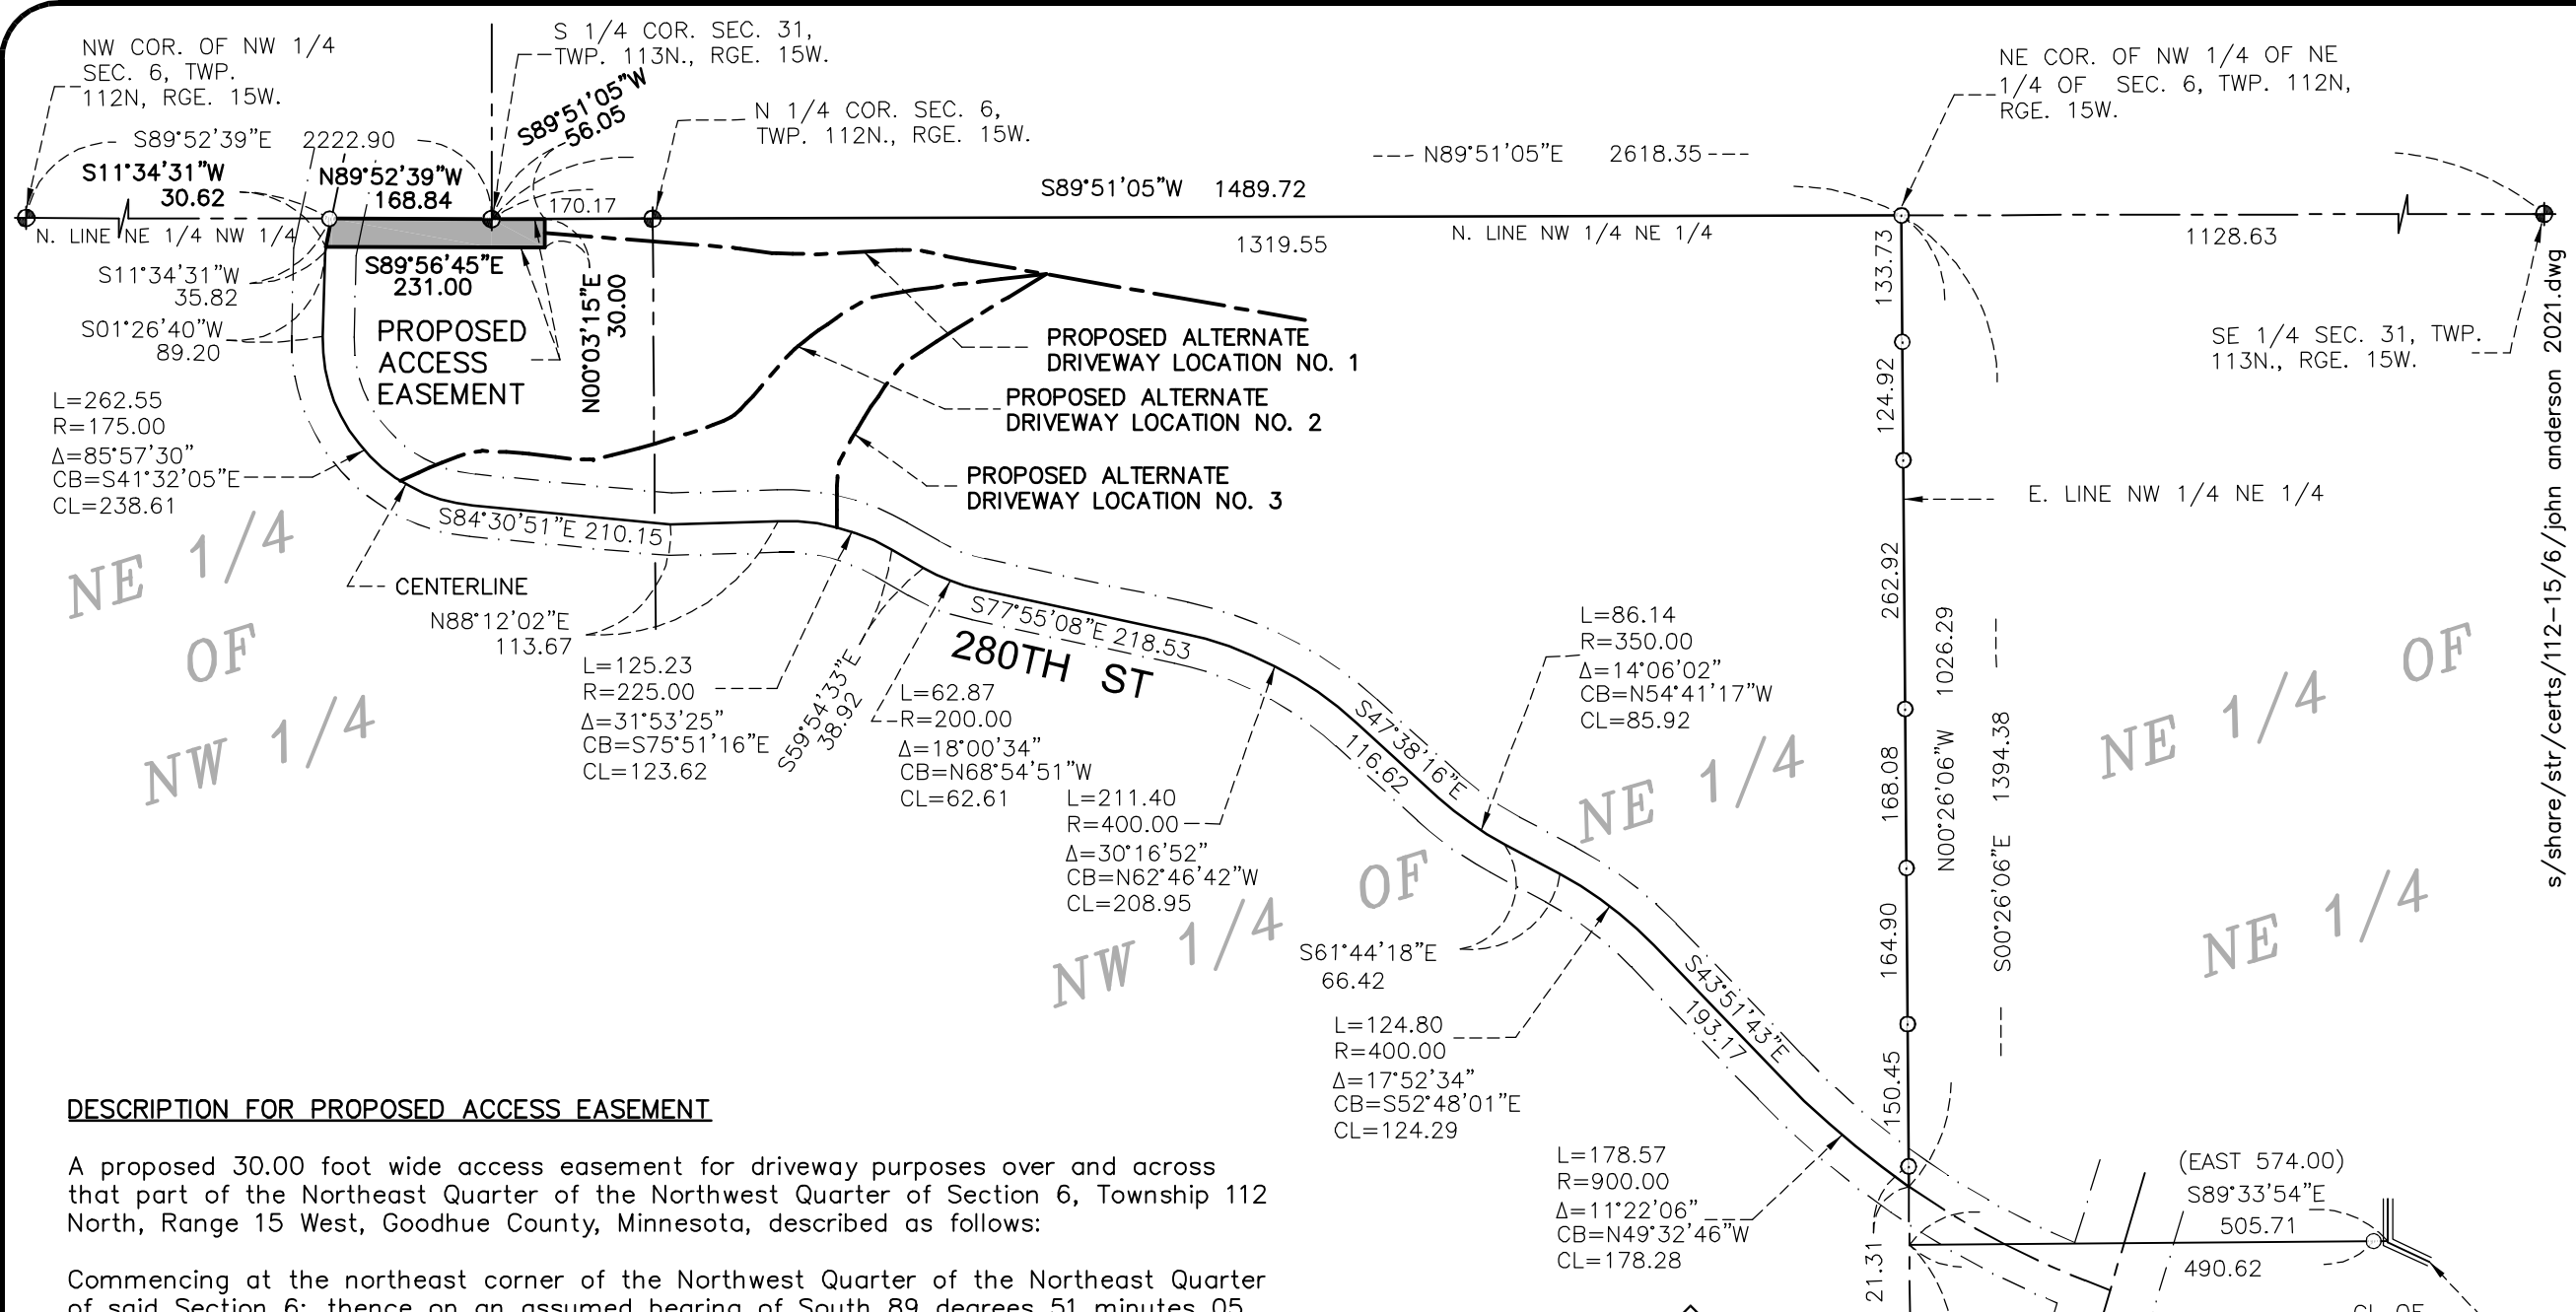 NW COR. OF NW 1/4
SEC. 6, TWP.
112N, RGE. 15W.
S 1/4 COR. SEC. 31,
TWP. 113N., RGE. 15W.
S89°51'05"W
56.05
N 1/4 COR. SEC. 6,
TWP. 112N., RGE. 15W.
NE COR. OF NW 1/4 OF NE
1/4 OF SEC. 6, TWP. 112N,
RGE. 15W.
S89°52'39"E 2222.90
S11°34'31"W
30.62
N89°52'39"W
168.84
170.17
S89°51'05"W 1489.72
N89°51'05"E 2618.35
N. LINE NE 1/4 NW 1/4
1319.55
N. LINE NW 1/4 NE 1/4
1128.63
S11°34'31"W
35.82
S89°56'45"E
231.00
N00°03'15"E
30.00
S01°26'40"W
89.20
PROPOSED
ACCESS
EASEMENT
PROPOSED ALTERNATE
DRIVEWAY LOCATION NO. 1
PROPOSED ALTERNATE
DRIVEWAY LOCATION NO. 2
PROPOSED ALTERNATE
DRIVEWAY LOCATION NO. 3
133.73
124.92
262.92
168.08
164.90
150.45
21.31
SE 1/4 SEC. 31, TWP.
113N., RGE. 15W.
s/share/str/certs/112-15/6/john anderson 2021.dwg
L=262.55
R=175.00
Δ=85°57'30"
CB=S41°32'05"E
CL=238.61
E. LINE NW 1/4 NE 1/4
S84°30'51"E 210.15
NE 1/4
OF
NW 1/4
CENTERLINE
N88°12'02"E
113.67
L=125.23
R=225.00
Δ=31°53'25"
CB=S75°51'16"E
CL=123.62
S59°54'33"E
38.92
S77°55'08"E 218.53
280TH ST
L=62.87
R=200.00
Δ=18°00'34"
CB=N68°54'51"W
CL=62.61
L=211.40
R=400.00
Δ=30°16'52"
CB=N62°46'42"W
CL=208.95
S47°38'16"E
116.62
L=86.14
R=350.00
Δ=14°06'02"
CB=N54°41'17"W
CL=85.92
N00°26'06"W 1026.29
S00°26'06"E 1394.38
NW 1/4 OF NE 1/4
NE 1/4 OF
NE 1/4
S61°44'18"E
66.42
L=124.80
R=400.00
Δ=17°52'34"
CB=S52°48'01"E
CL=124.29
S43°51'43"E
193.17
L=178.57
R=900.00
Δ=11°22'06"
CB=N49°32'46"W
CL=178.28
(EAST 574.00)
S89°33'54"E
505.71
490.62
CL OF
DESCRIPTION FOR PROPOSED ACCESS EASEMENT
A proposed 30.00 foot wide access easement for driveway purposes over and across
that part of the Northeast Quarter of the Northwest Quarter of Section 6, Township 112
North, Range 15 West, Goodhue County, Minnesota, described as follows:
Commencing at the northeast corner of the Northwest Quarter of the Northeast Quarter
of said Section 6; thence on an assumed bearing of South 89 degrees 51 minutes 05